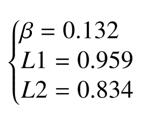 β = 0.132
L1 = 0.959
L2 = 0.834